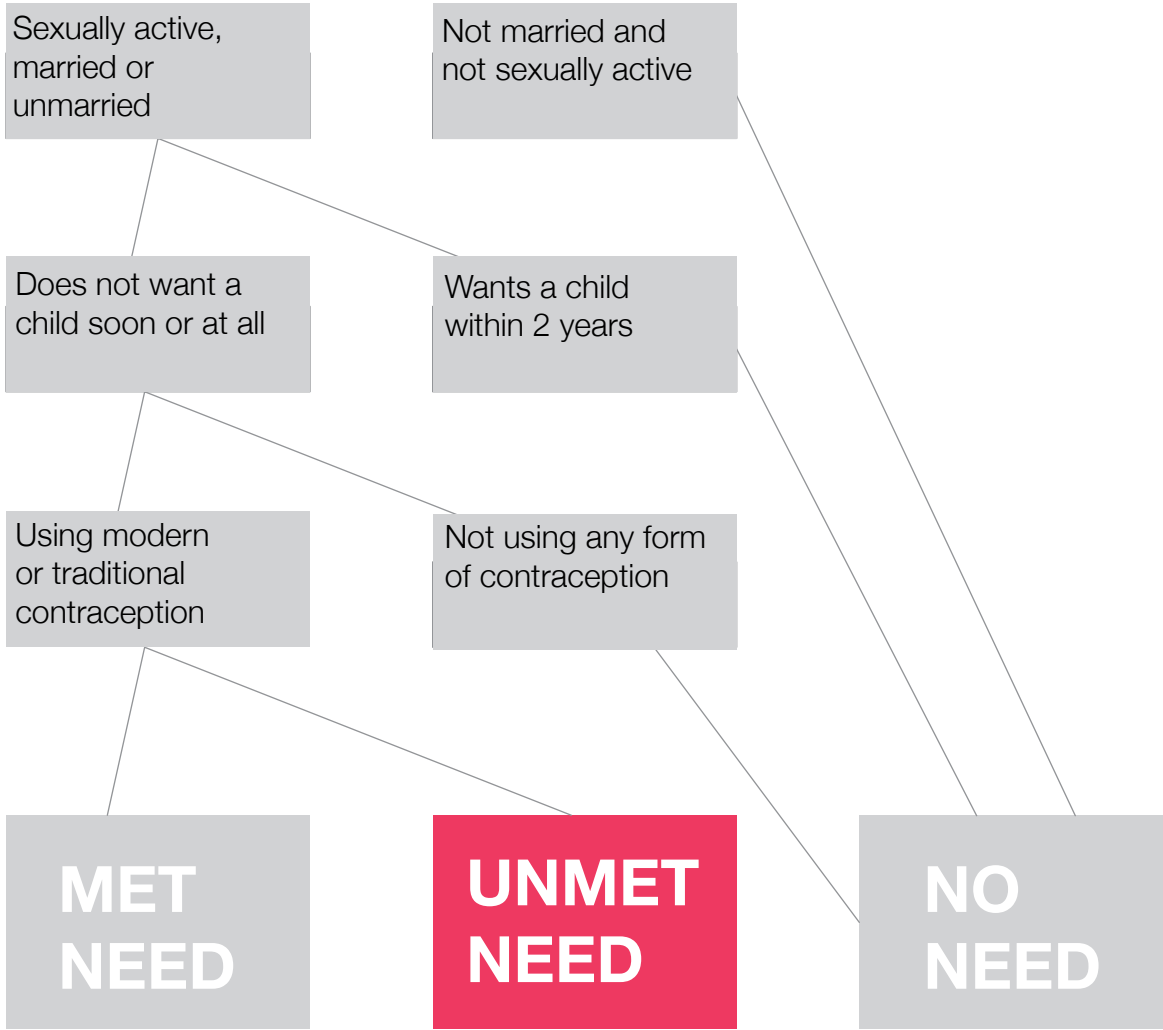 Sexually active,
married or
unmarried
Not married and
not sexually active
Does not want a
child soon or at all
Wants a child
within 2 years
Using modern
or traditional
contraception
Not using any form
of contraception
MET
NEED
UNMET
NEED
NO
NEED